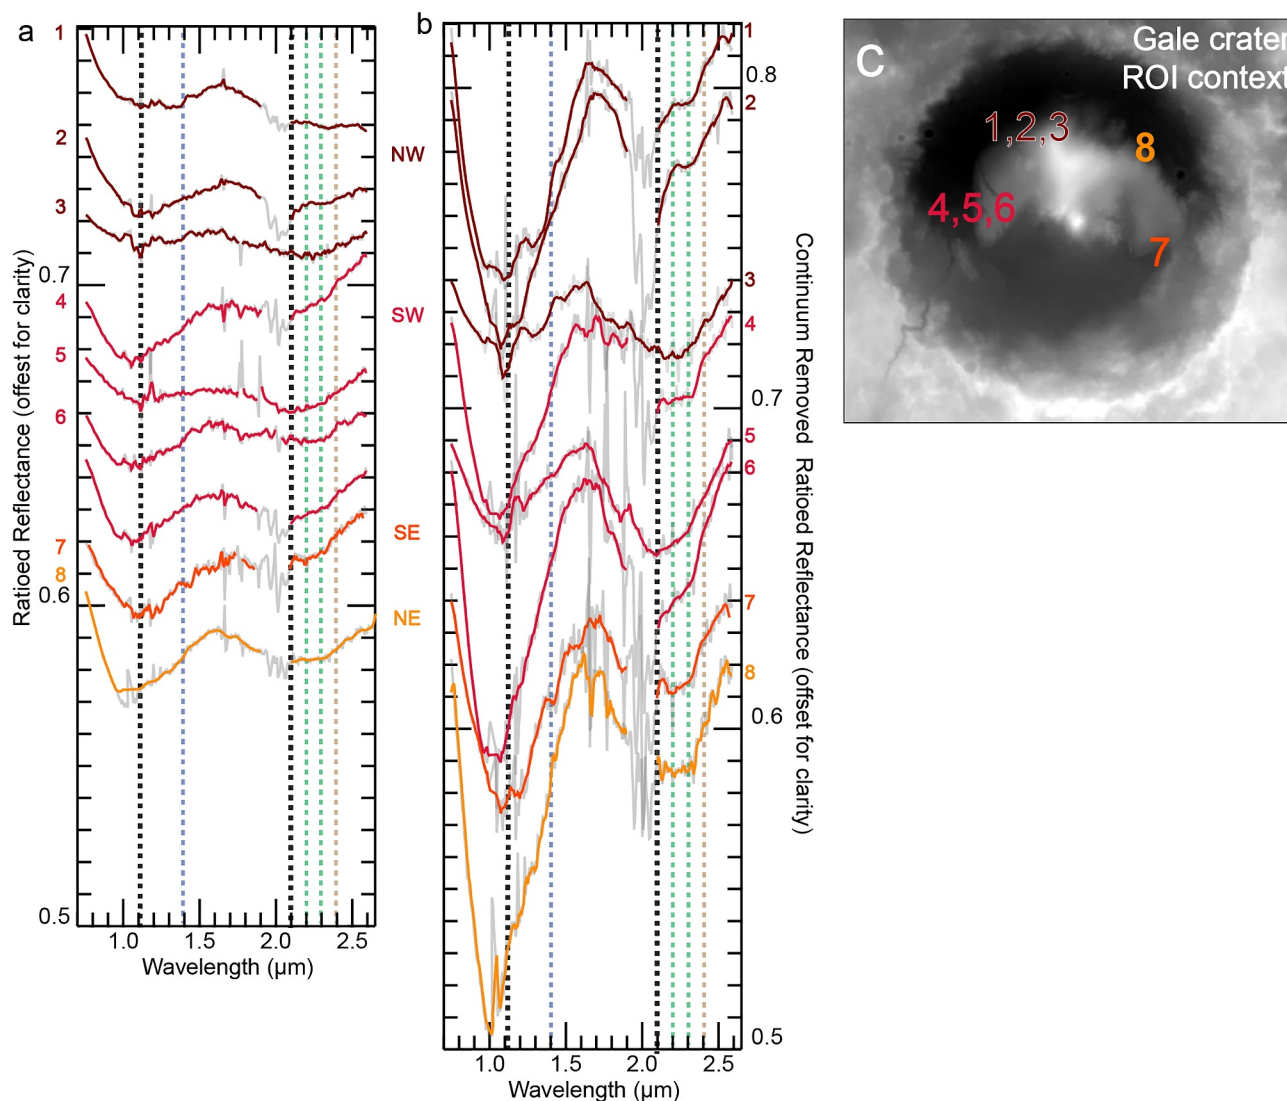 a
1
2
3
0.7
4
5
6
7
8
0.6
0.5
1.0 1.5 2.0 2.5
Wavelength (µm)
Ratioed Reflectance (offest for clarity)
NW
SW
SE
NE
b
1
0.8
2
3
4
0.7
5
6
7
8
0.6
0.5
1.0 1.5 2.0 2.5
Wavelength (µm)
Continuum Removed Ratioed Reflectance (offset for clarity)
C
Gale crater
ROI context
1,2,3
8
4,5,6
7